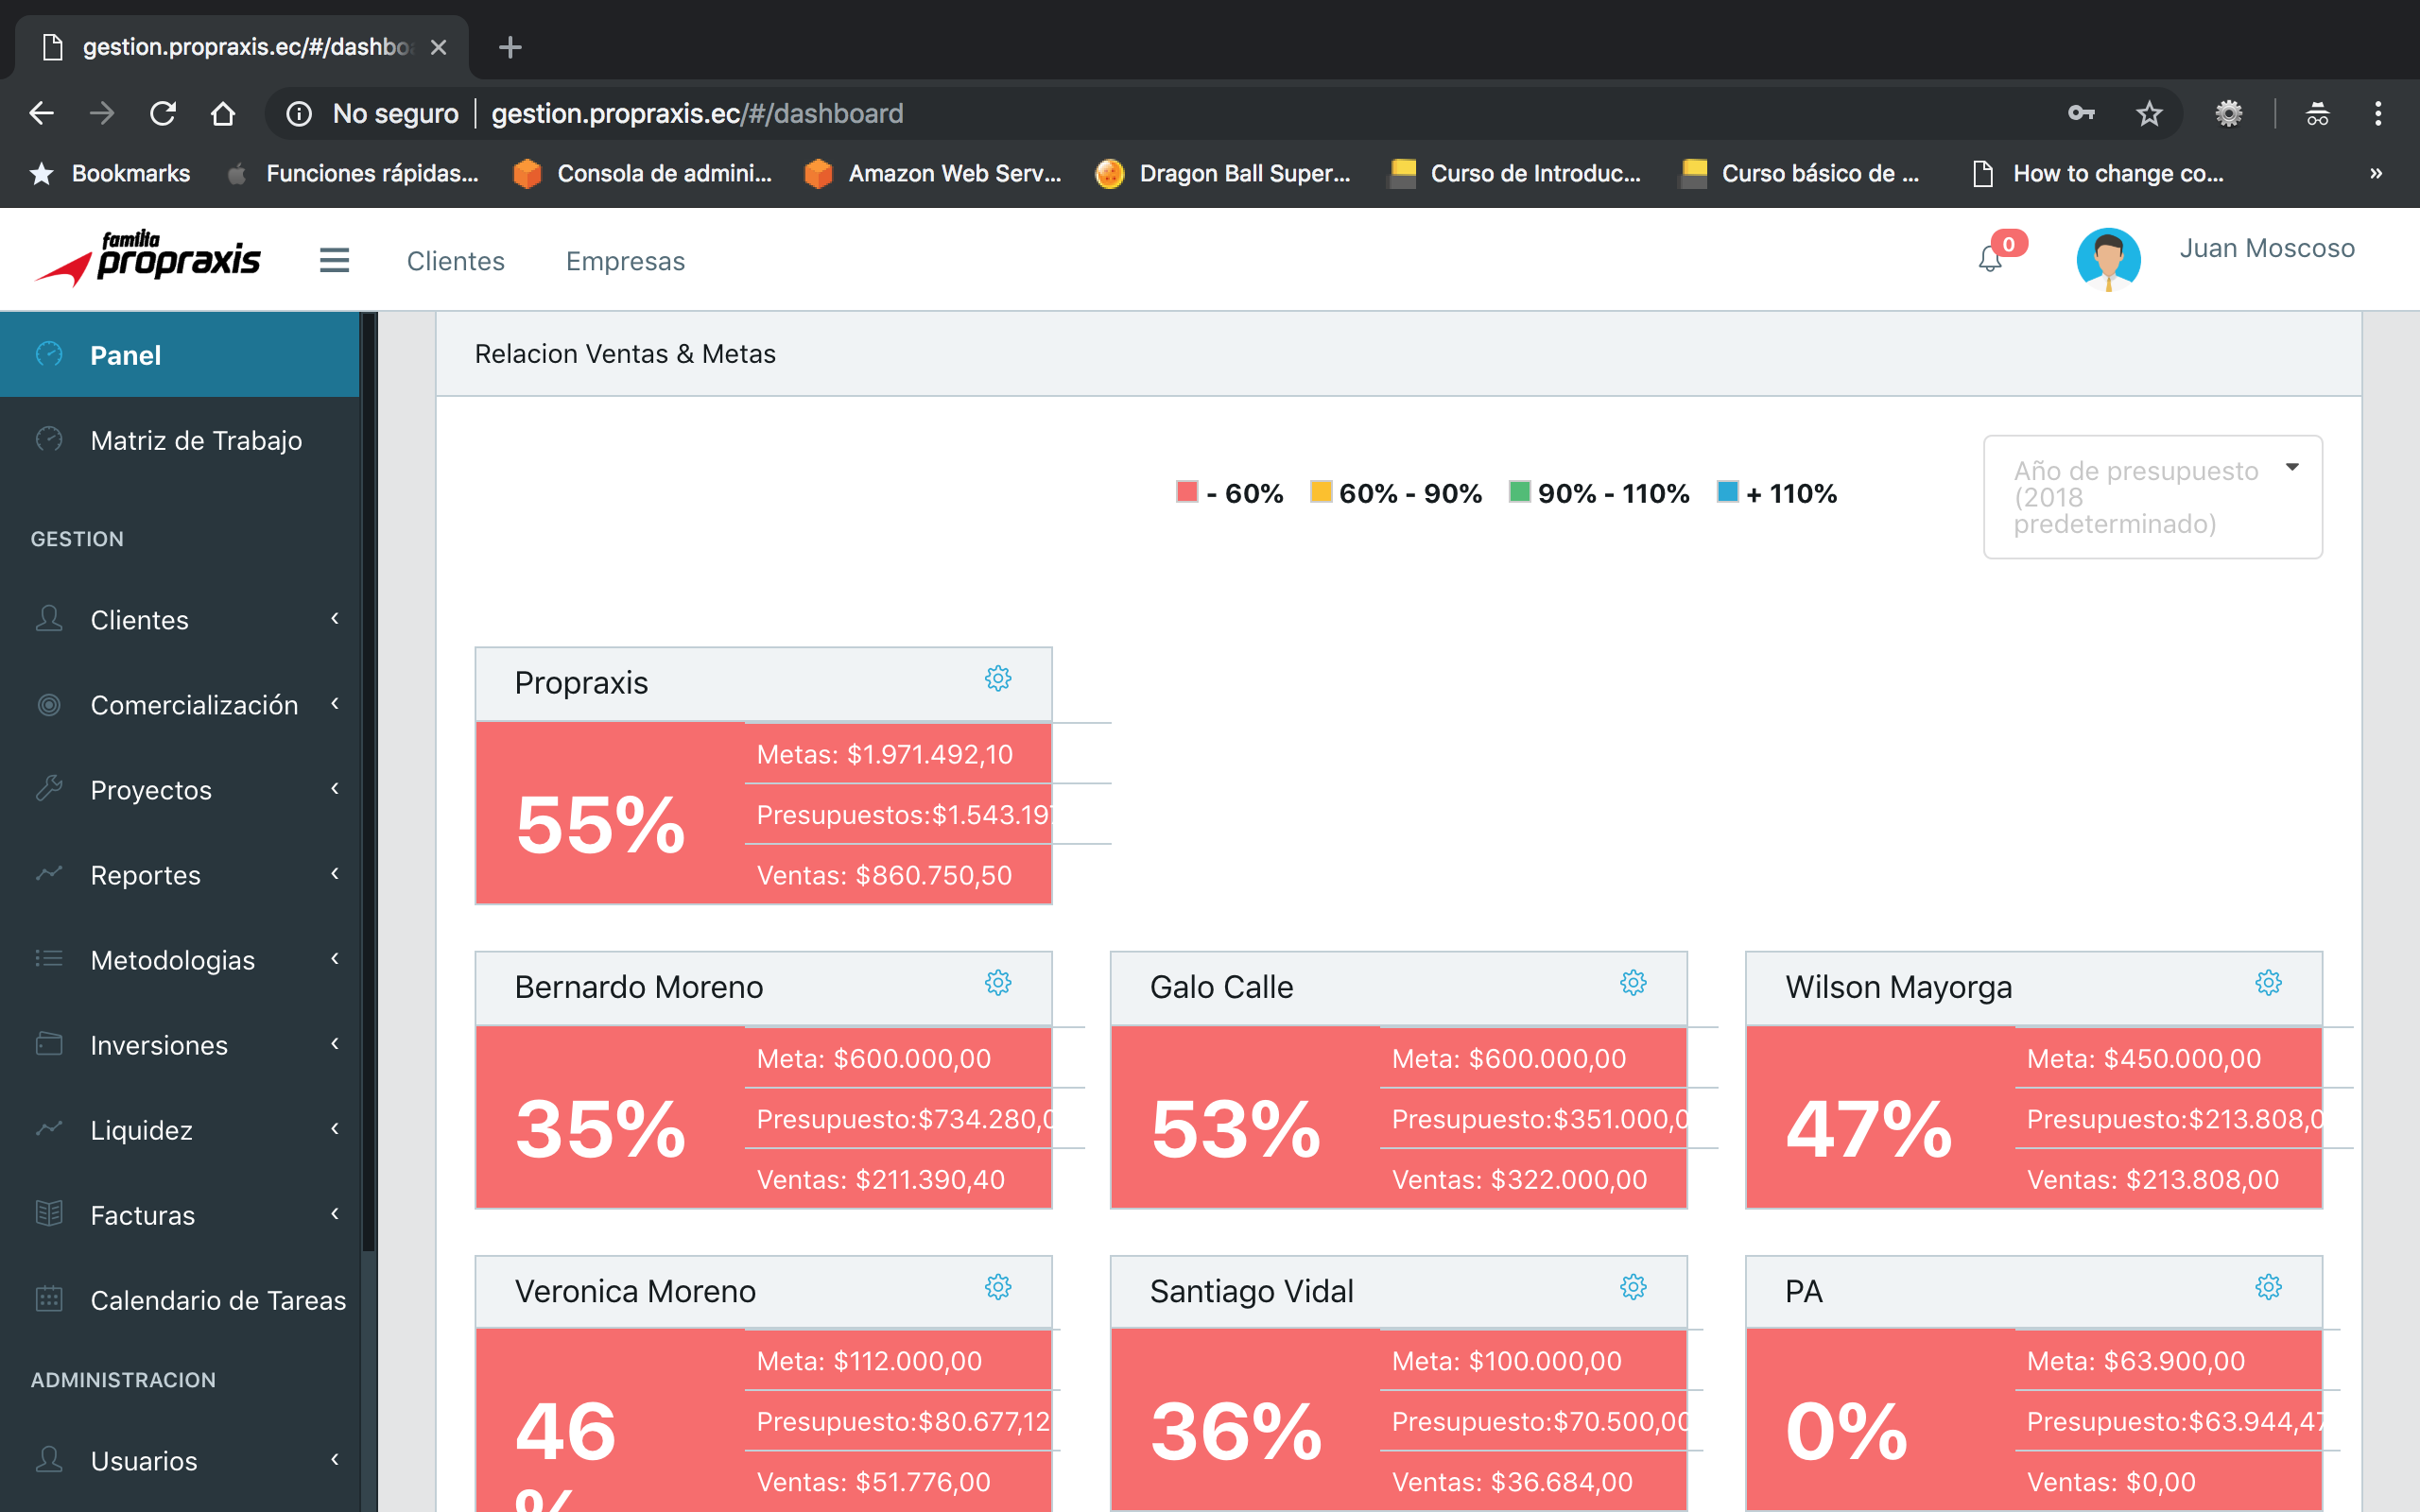 gestion.propraxis.ec/#/dashbo
No seguro gestion.propraxis.ec/#/dashboard
Bookmarks Funciones rápidas... Consola de admini... Amazon Web Serv... Dragon Ball Super... Curso de Introduc... Curso básico de ... How to change co... »
familia
propraxis
Clientes Empresas 0 Juan Moscoso
Panel
Matriz de Trabajo
GESTION
Clientes
Comercialización
Proyectos
Reportes
Metodologias
Inversiones
Liquidez
Facturas
Calendario de Tareas
ADMINISTRACION
Usuarios
Relacion Ventas & Metas
- 60% 60% - 90% 90% - 110% + 110%
Año de presupuesto
(2018
predeterminado)
Propraxis
55%
Metas: $1.971.492,10
Presupuestos:$1.543.197
Ventas: $860.750,50
Bernardo Moreno
35%
Meta: $600.000,00
Presupuesto:$734.280,0
Ventas: $211.390,40
Galo Calle
53%
Meta: $600.000,00
Presupuesto:$351.000,0
Ventas: $322.000,00
Wilson Mayorga
47%
Meta: $450.000,00
Presupuesto:$213.808,0
Ventas: $213.808,00
Veronica Moreno
46
%
Meta: $112.000,00
Presupuesto:$80.677,12
Ventas: $51.776,00
Santiago Vidal
36%
Meta: $100.000,00
Presupuesto:$70.500,00
Ventas: $36.684,00
PA
0%
Meta: $63.900,00
Presupuesto:$63.944,47
Ventas: $0,00